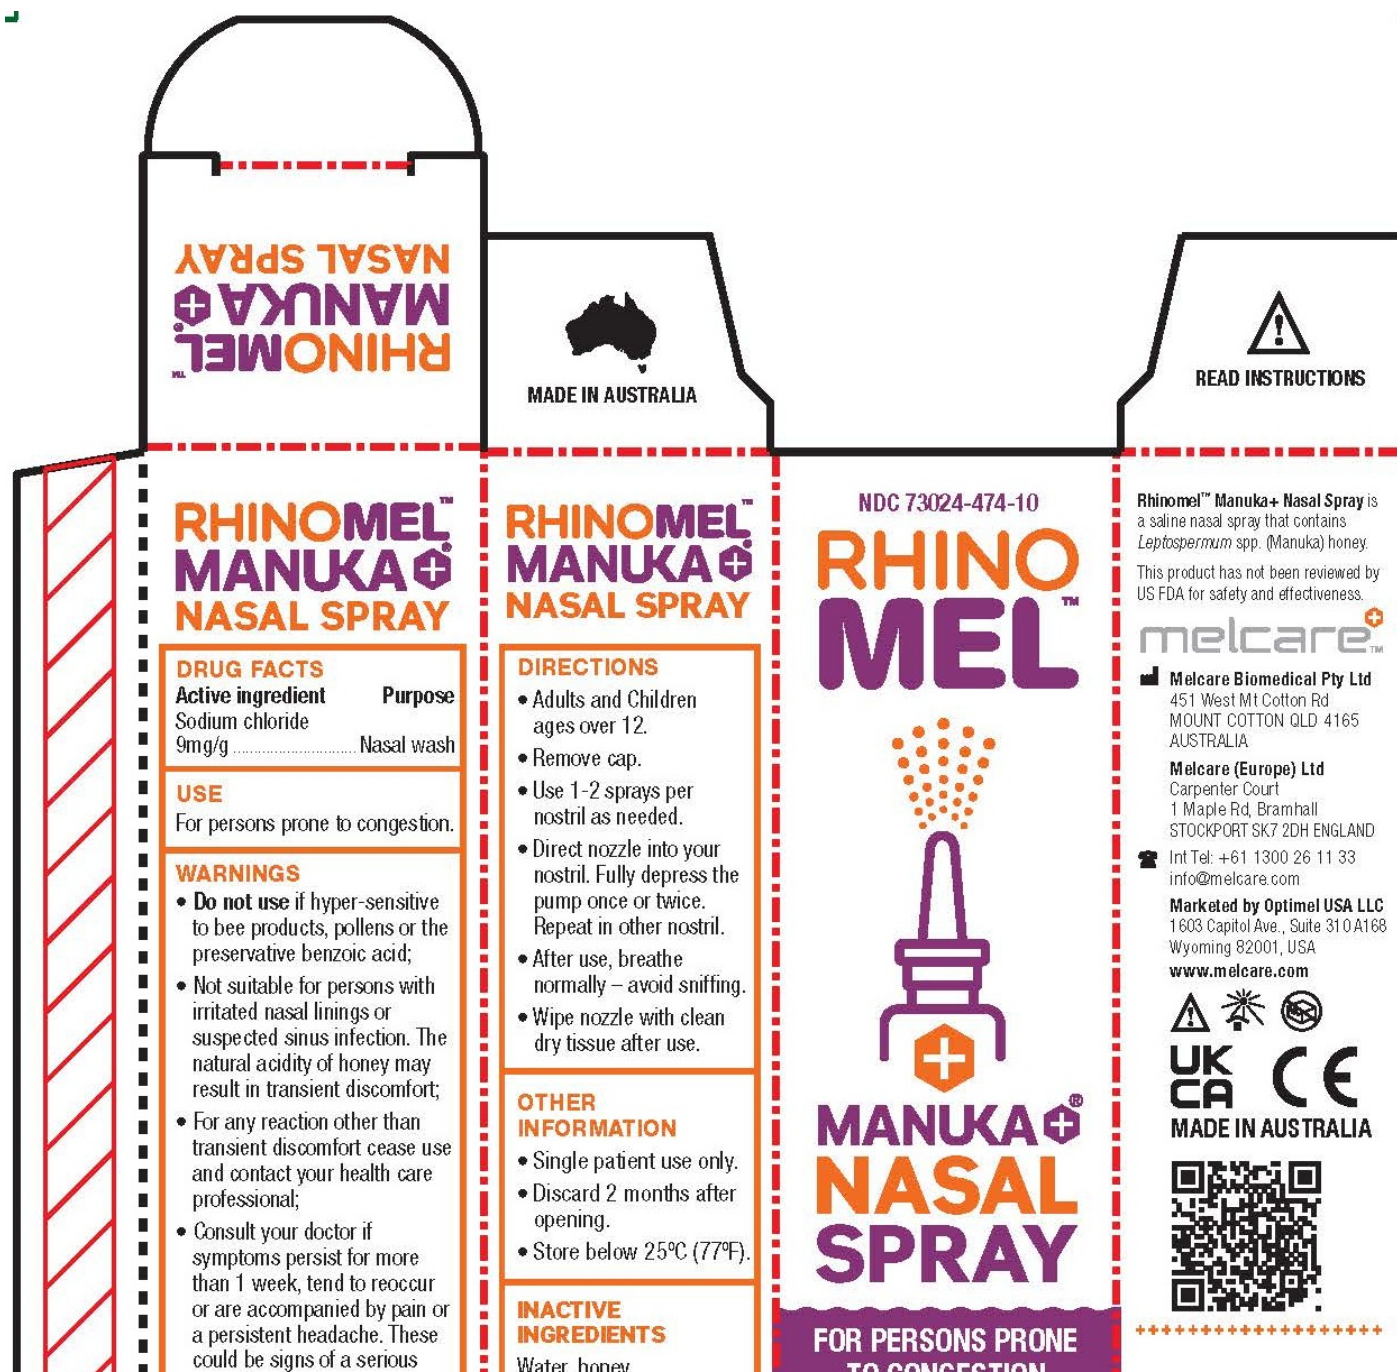 RHINOMEL™
MANUKA+®
NASAL SPRAY
MADE IN AUSTRALIA
READ INSTRUCTIONS
RHINOMEL™
MANUKA+®
NASAL SPRAY
DRUG FACTS
Active ingredient Purpose
Sodium chloride
9mg/g ............................ Nasal wash
USE
For persons prone to congestion.
WARNINGS
• Do not use if hyper-sensitive
to bee products, pollens or the
preservative benzoic acid;
• Not suitable for persons with
irritated nasal linings or
suspected sinus infection. The
natural acidity of honey may
result in transient discomfort;
• For any reaction other than
transient discomfort cease use
and contact your health care
professional;
• Consult your doctor if
symptoms persist for more
than 1 week, tend to reoccur
or are accompanied by pain or
a persistent headache. These
could be signs of a serious
RHINOMEL™
MANUKA+®
NASAL SPRAY
DIRECTIONS
• Adults and Children
ages over 12.
• Remove cap.
• Use 1-2 sprays per
nostril as needed.
• Direct nozzle into your
nostril. Fully depress the
pump once or twice.
Repeat in other nostril.
• After use, breathe
normally – avoid sniffing.
• Wipe nozzle with clean
dry tissue after use.
OTHER
INFORMATION
• Single patient use only.
• Discard 2 months after
opening.
• Store below 25ºC (77ºF).
INACTIVE
INGREDIENTS
Water, honey
NDC 73024-474-10
RHINO
MEL™
MANUKA+®
NASAL
SPRAY
FOR PERSONS PRONE
TO CONGESTION
Rhinomel™ Manuka+ Nasal Spray is
a saline nasal spray that contains
Leptospermum spp. (Manuka) honey.
This product has not been reviewed by
US FDA for safety and effectiveness.
melcare™
Melcare Biomedical Pty Ltd
451 West Mt Cotton Rd
MOUNT COTTON QLD 4165
AUSTRALIA
Melcare (Europe) Ltd
Carpenter Court
1 Maple Rd, Bramhall
STOCKPORT SK7 2DH ENGLAND
Int Tel: +61 1300 26 11 33
info@melcare.com
Marketed by Optimel USA LLC
1603 Capitol Ave., Suite 310 A168
Wyoming 82001, USA
www.melcare.com
UK
CA CE
MADE IN AUSTRALIA